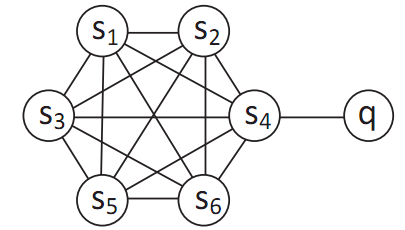 s₁ s₂
s₃ s₄ q
s₅ s₆